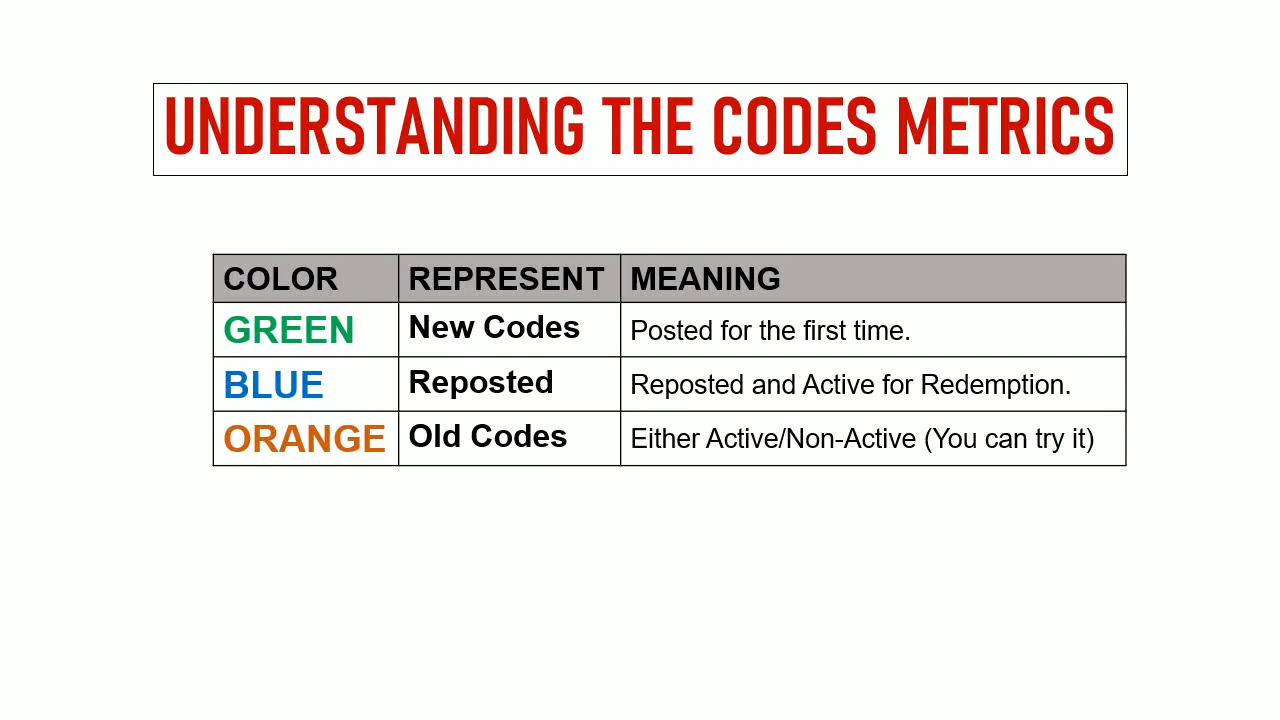 UNDERSTANDING THE CODES METRICS
COLOR REPRESENT MEANING
GREEN New Codes Posted for the first time.
BLUE Reposted Reposted and Active for Redemption.
ORANGE Old Codes Either Active/Non-Active (You can try it)